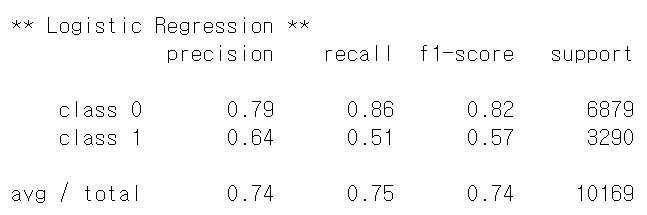 ** Logistic Regression **
precision recall f1-score support
class 0 0.79 0.86 0.82 6879
class 1 0.64 0.51 0.57 3290
avg / total 0.74 0.75 0.74 10169